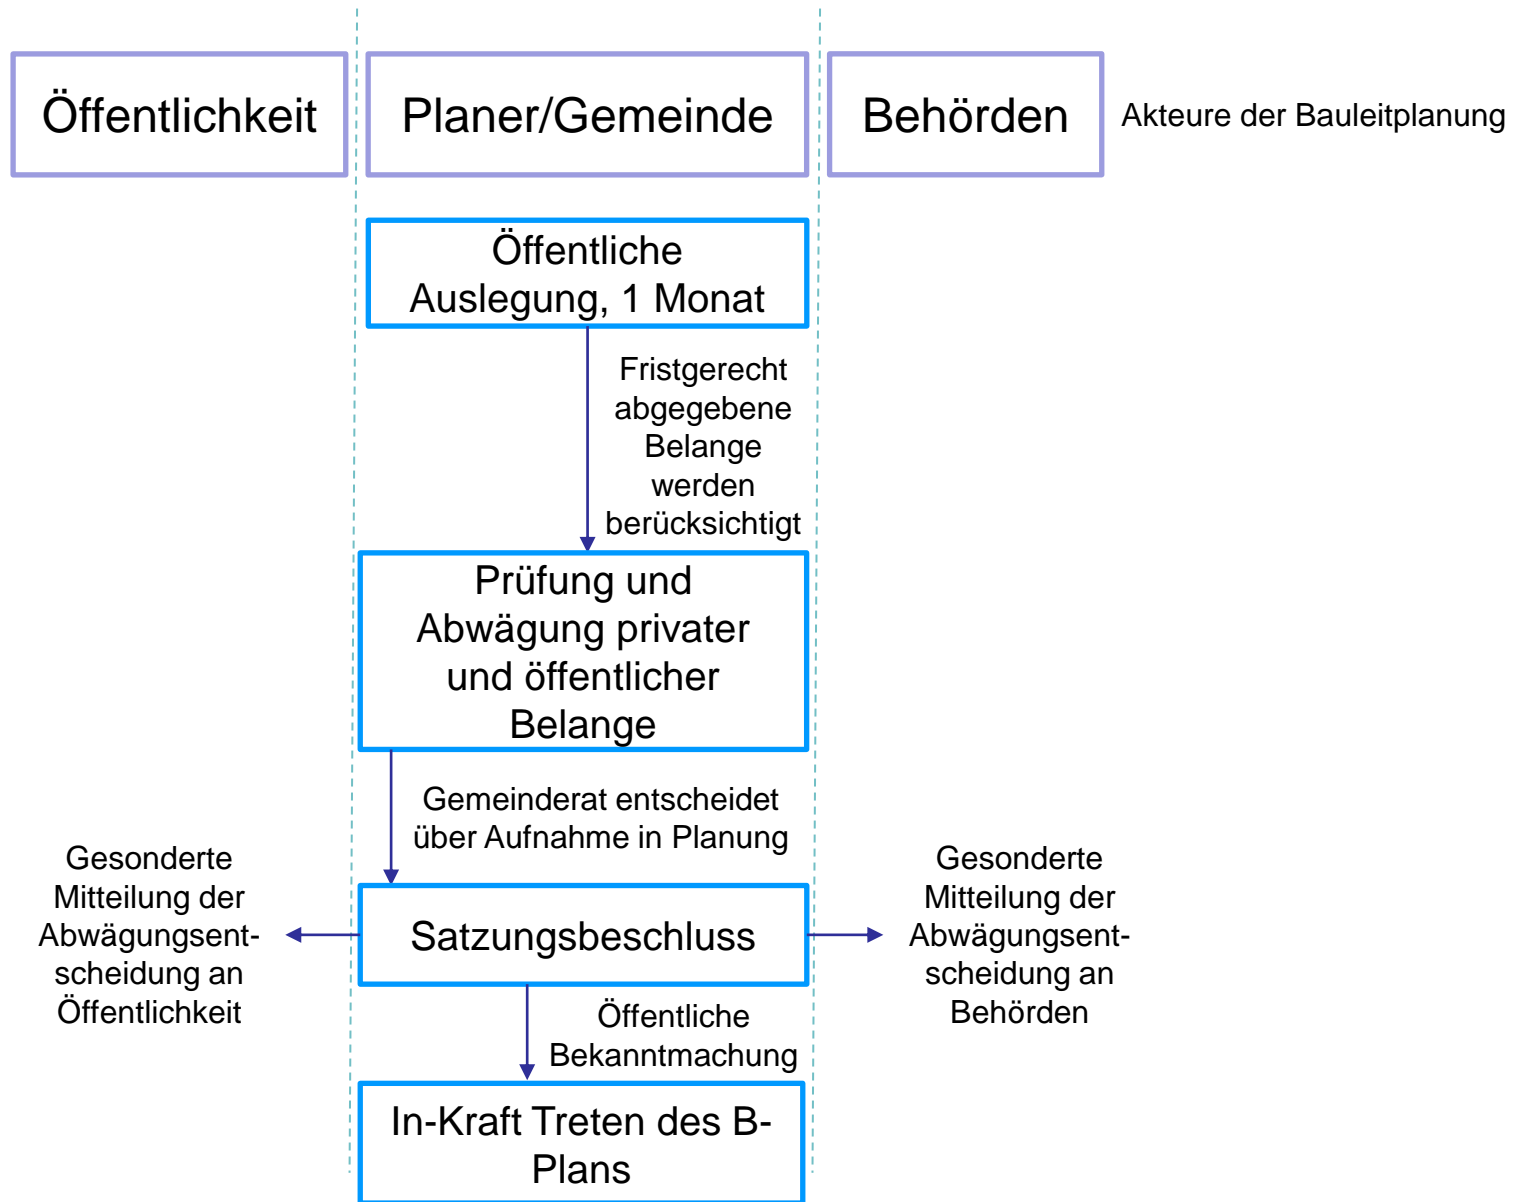 Öffentlichkeit
Planer/Gemeinde
Behörden
Akteure der Bauleitplanung
Öffentliche
Auslegung, 1 Monat
Fristgerecht
abgegebene
Belange
werden
berücksichtigt
Prüfung und
Abwägung privater
und öffentlicher
Belange
Gemeinderat entscheidet
über Aufnahme in Planung
Gesonderte
Mitteilung der
Abwägungsent-
scheidung an
Öffentlichkeit
Satzungsbeschluss
Gesonderte
Mitteilung der
Abwägungsent-
scheidung an
Behörden
Öffentliche
Bekanntmachung
In-Kraft Treten des B-
Plans